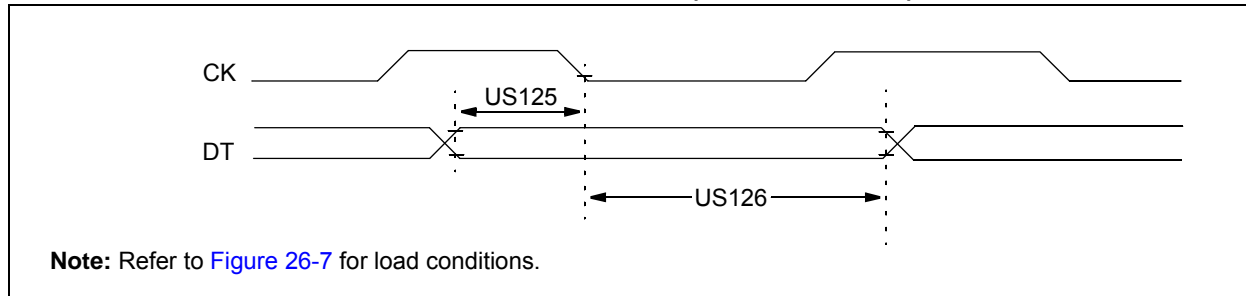 CK
US125
DT
US126
Note: Refer to Figure 26-7 for load conditions.